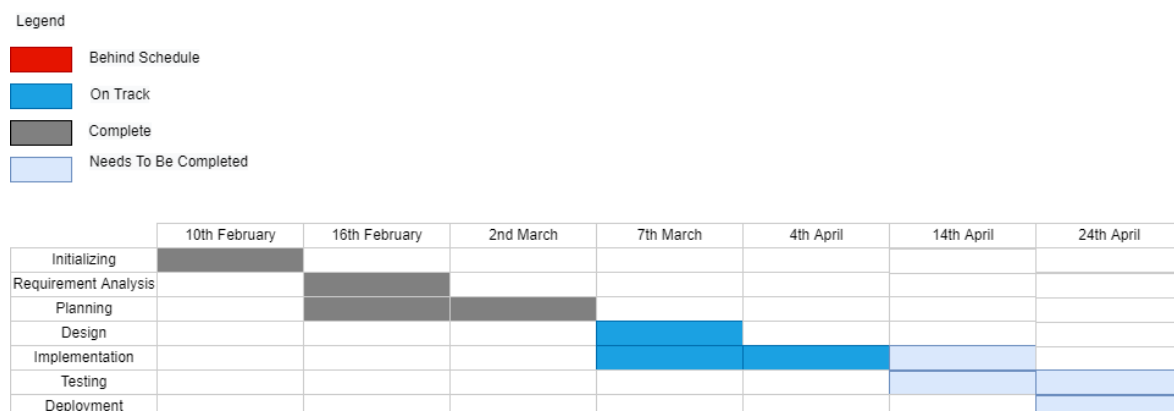 Legend
Behind Schedule
On Track
Complete
Needs To Be Completed
10th February 16th February 2nd March 7th March 4th April 14th April 24th April
Initializing
Requirement Analysis
Planning
Design
Implementation
Testing
Deployment